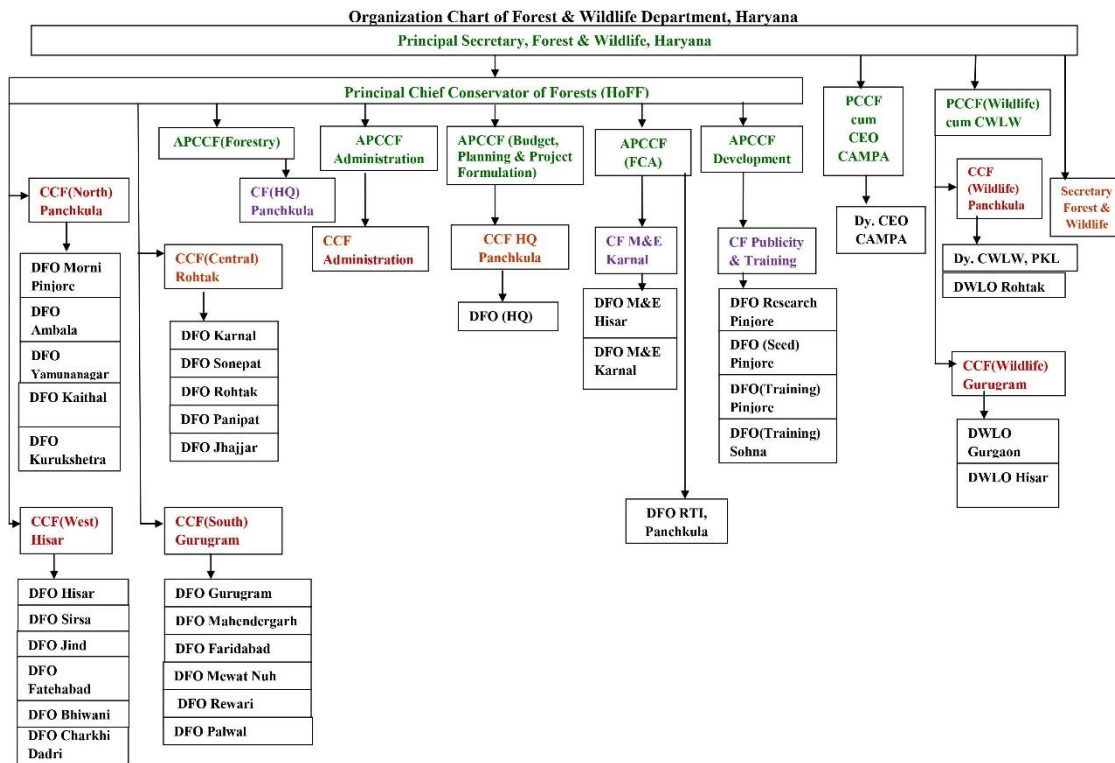 Organization Chart of Forest & Wildlife Department, Haryana
Principal Secretary, Forest & Wildlife, Haryana
Principal Chief Conservator of Forests (HoFF)
PCCF
cum
CEO
CAMPA
PCCF(Wildlife)
cum CWLW
APCCF(Forestry)
APCCF
Administration
APCCF (Budget,
Planning & Project
Formulation)
APCCF
(FCA)
APCCF
Development
CCF(North)
Panchkula
CF(HQ)
Panchkula
CCF
(Wildlife)
Panchkula
Secretary
Forest &
Wildlife
Dy. CEO
CAMPA
CCF
Administration
CCF HQ
Panchkula
CF M&E
Karnal
CF Publicity
& Training
DFO Morni
Pinjore
DFO
Ambala
DFO
Yamunanagar
DFO Kaithal
DFO
Kurukshetra
CCF(Central)
Rohtak
DFO Karnal
DFO Sonepat
DFO Rohtak
DFO Panipat
DFO Jhajjar
DFO (HQ)
DFO M&E
Hisar
DFO M&E
Karnal
DFO Research
Pinjore
DFO (Seed)
Pinjore
DFO(Training)
Pinjore
DFO(Training)
Sohna
Dy. CWLW, PKL
DWLO Rohtak
CCF(Wildlife)
Gurugram
DWLO
Gurgaon
DWLO Hisar
DFO RTI,
Panchkula
CCF(West)
Hisar
DFO Hisar
DFO Sirsa
DFO Jind
DFO
Fatehabad
DFO Bhiwani
DFO Charkhi
Dadri
CCF(South)
Gurugram
DFO Gurugram
DFO Mahendergarh
DFO Faridabad
DFO Mewat Nuh
DFO Rewari
DFO Palwal